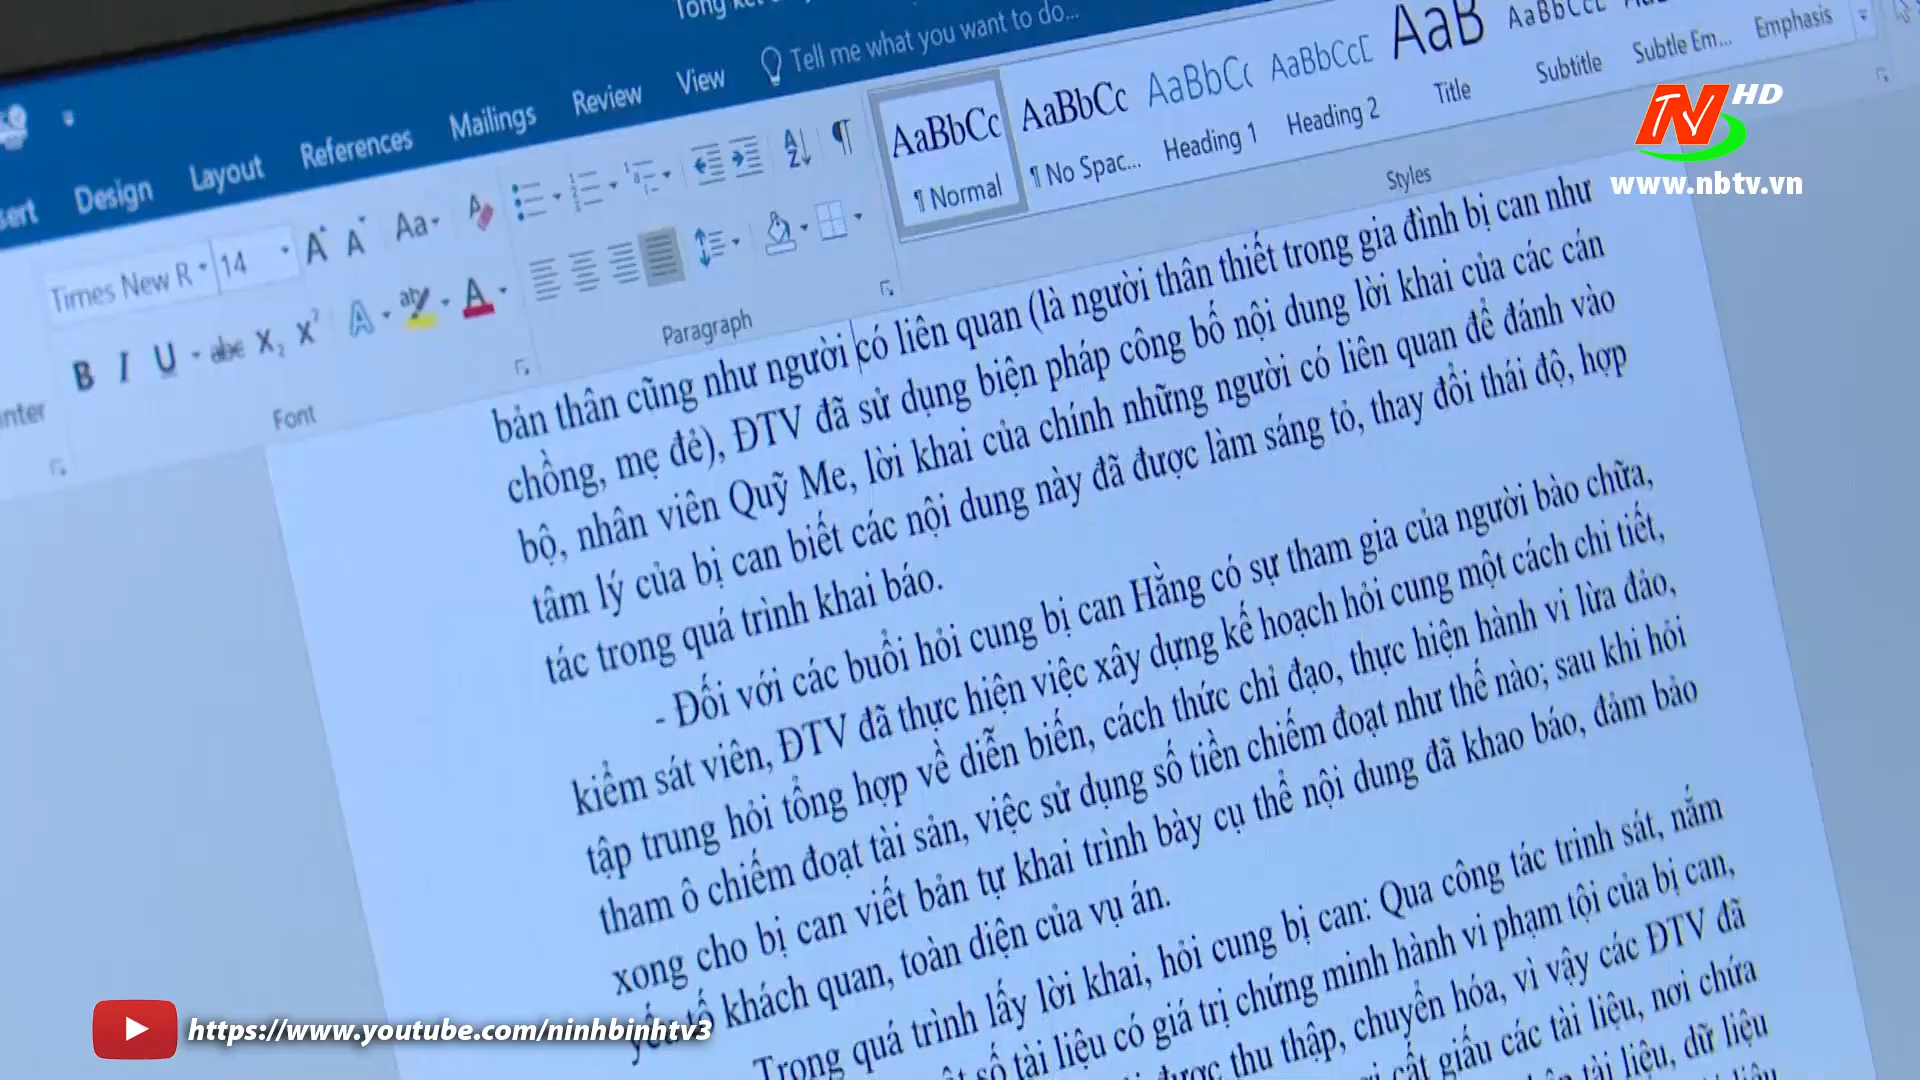 Tell me what you want to do...
sert Design Layout References Mailings Review View
Times New R 14
Font
Paragraph
AaBbCc AaBbCc AaBbCc AaBbCcD AaB AaBbCcL
¶ Normal ¶ No Spac... Heading 1 Heading 2 Title Subtitle Subtle Em... Emphasis
Styles
HD
www.nbtv.vn
bản thân cũng như người có liên quan (là người thân thiết trong gia đình bị can như
chồng, mẹ đẻ), ĐTV đã sử dụng biện pháp công bố nội dung lời khai của các cán
bộ, nhân viên Quỹ Me, lời khai của chính những người có liên quan để đánh vào
tâm lý của bị can biết các nội dung này đã được làm sáng tỏ, thay đổi thái độ, hợp
tác trong quá trình khai báo.
- Đối với các buổi hỏi cung bị can Hằng có sự tham gia của người bào chữa,
kiểm sát viên, ĐTV đã thực hiện việc xây dựng kế hoạch hỏi cung một cách chi tiết,
tập trung hỏi tổng hợp về diễn biến, cách thức chỉ đạo, thực hiện hành vi lừa đảo,
tham ô chiếm đoạt tài sản, việc sử dụng số tiền chiếm đoạt như thế nào; sau khi hỏi
xong cho bị can viết bản tự khai trình bày cụ thể nội dung đã khao báo, đảm bảo
yếu tố khách quan, toàn diện của vụ án.
Trong quá trình lấy lời khai, hỏi cung bị can: Qua công tác trinh sát, nắm
số tài liệu có giá trị chứng minh hành vi phạm tội của bị can,
được thu thập, chuyển hóa, vì vậy các ĐTV đã
cất giấu các tài liệu, nơi chứa
tài liệu, dữ liệu
https://www.youtube.com/ninhbinhtv3